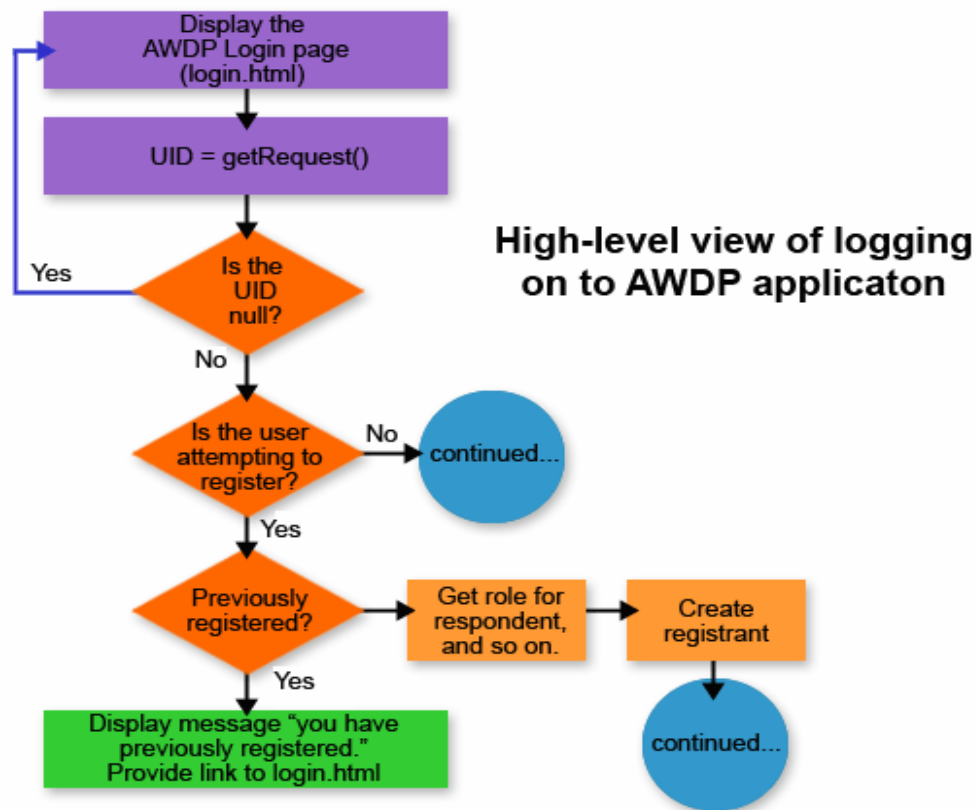 Display the
AWDP Login page
(login.html)
UID = getRequest()
High-level view of logging
on to AWDP applicaton
Yes
Is the
UID
null?
No
Is the user
attempting to
register?
No
continued...
Yes
Previously
registered?
Get role for
respondent,
and so on.
Create
registrant
Yes
Display message “you have
previously registered.”
Provide link to login.html
continued...